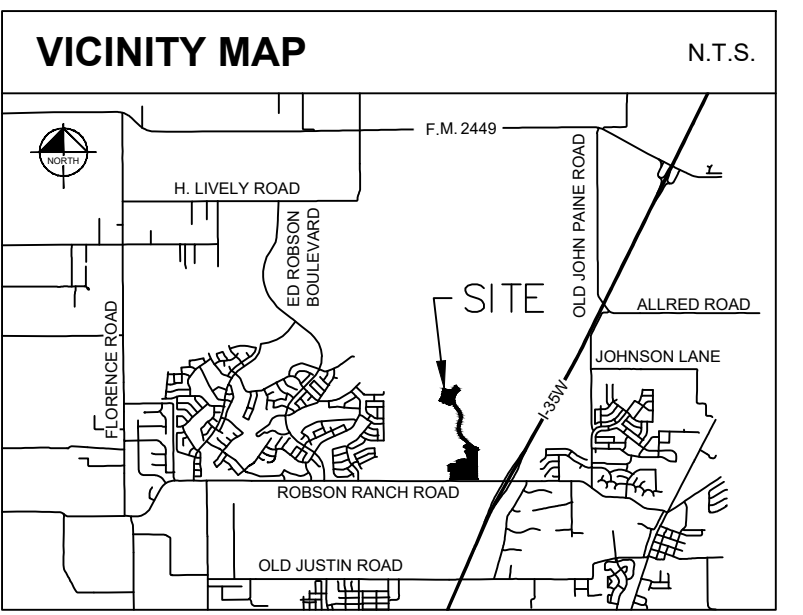 VICINITY MAP
N.T.S.
F.M. 2449
NORTH
OLD JOHN PAINE ROAD
H. LIVELY ROAD
ED ROBSON
BOULEVARD
SITE
ALLRED ROAD
FLORENCE ROAD
JOHNSON LANE
I-35W
ROBSON RANCH ROAD
OLD JUSTIN ROAD